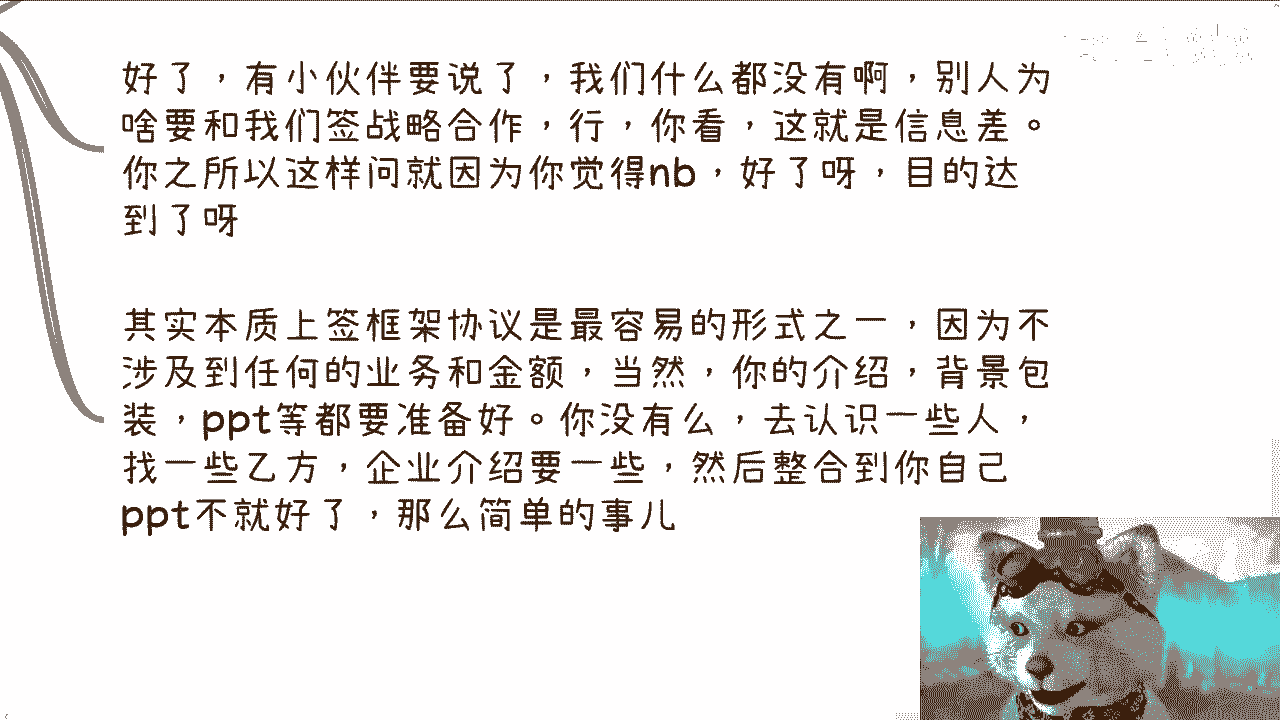 好了，有小伙伴要说了，我们什么都没有啊，别人为
啥要和我们签战略合作，行，你看，这就是信息差。
你之所以这样问就因为你觉得nb，好了呀，目的达
到了呀
其实本质上签框架协议是最容易的形式之一，因为不
涉及到任何的业务和金额，当然，你的介绍，背景包
装，ppt等都要准备好。你没有么，去认识一些人，
找一些乙方，企业介绍要一些，然后整合到你自己
ppt不就好了，那么简单的事儿